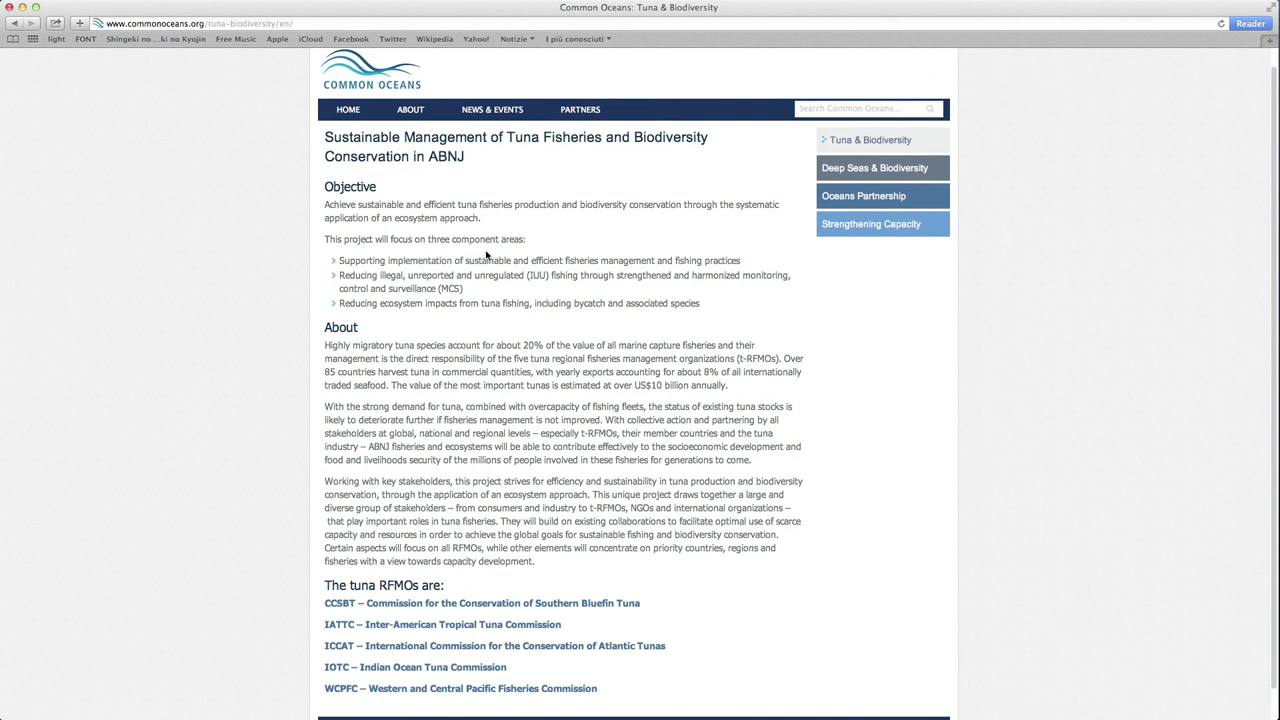 Common Oceans: Tuna & Biodiversity
www.commonoceans.org/tuna-biodiversity/en/
Reader
light FONT Shingeki no ...ki no Kyojin Free Music Apple iCloud Facebook Twitter Wikipedia Yahoo! Notizie I più conosciuti
COMMON OCEANS
HOME ABOUT NEWS & EVENTS PARTNERS Search Common Oceans...
Sustainable Management of Tuna Fisheries and Biodiversity
Conservation in ABNJ
Tuna & Biodiversity
Deep Seas & Biodiversity
Oceans Partnership
Strengthening Capacity
Objective
Achieve sustainable and efficient tuna fisheries production and biodiversity conservation through the systematic
application of an ecosystem approach.
This project will focus on three component areas:
Supporting implementation of sustainable and efficient fisheries management and fishing practices
Reducing illegal, unreported and unregulated (IUU) fishing through strengthened and harmonized monitoring,
control and surveillance (MCS)
Reducing ecosystem impacts from tuna fishing, including bycatch and associated species
About
Highly migratory tuna species account for about 20% of the value of all marine capture fisheries and their
management is the direct responsibility of the five tuna regional fisheries management organizations (t-RFMOs). Over
85 countries harvest tuna in commercial quantities, with yearly exports accounting for about 8% of all internationally
traded seafood. The value of the most important tunas is estimated at over US$10 billion annually.
With the strong demand for tuna, combined with overcapacity of fishing fleets, the status of existing tuna stocks is
likely to deteriorate further if fisheries management is not improved. With collective action and partnering by all
stakeholders at global, national and regional levels – especially t-RFMOs, their member countries and the tuna
industry – ABNJ fisheries and ecosystems will be able to contribute effectively to the socioeconomic development and
food and livelihoods security of the millions of people involved in these fisheries for generations to come.
Working with key stakeholders, this project strives for efficiency and sustainability in tuna production and biodiversity
conservation, through the application of an ecosystem approach. This unique project draws together a large and
diverse group of stakeholders – from consumers and industry to t-RFMOs, NGOs and international organizations –
that play important roles in tuna fisheries. They will build on existing collaborations to facilitate optimal use of scarce
capacity and resources in order to achieve the global goals for sustainable fishing and biodiversity conservation.
Certain aspects will focus on all RFMOs, while other elements will concentrate on priority countries, regions and
fisheries with a view towards capacity development.
The tuna RFMOs are:
CCSBT – Commission for the Conservation of Southern Bluefin Tuna
IATTC – Inter-American Tropical Tuna Commission
ICCAT – International Commission for the Conservation of Atlantic Tunas
IOTC – Indian Ocean Tuna Commission
WCPFC – Western and Central Pacific Fisheries Commission